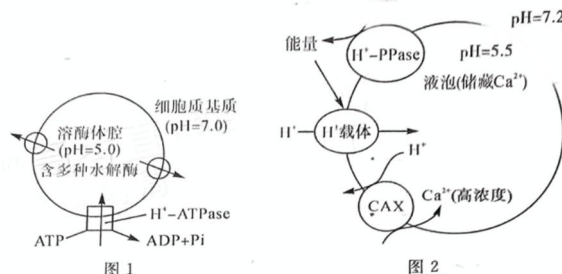 溶酶体腔
(pH=5.0)
含多种水解酶
细胞质基质
(pH=7.0)
H⁺-ATPase
ATP
ADP+Pi
图 1
pH=7.2
能量
H⁺-PPase
pH=5.5
液泡(储藏Ca²⁺)
H⁺
H⁺载体
H⁺
CAX
Ca²⁺(高浓度)
图 2